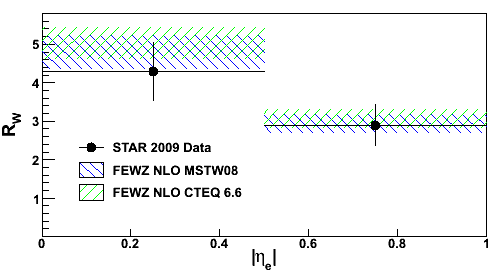 5
4
3
2
1
R_W
STAR 2009 Data
FEWZ NLO MSTW08
FEWZ NLO CTEQ 6.6
0 0.2 0.4 0.6 0.8 1
|η_e|